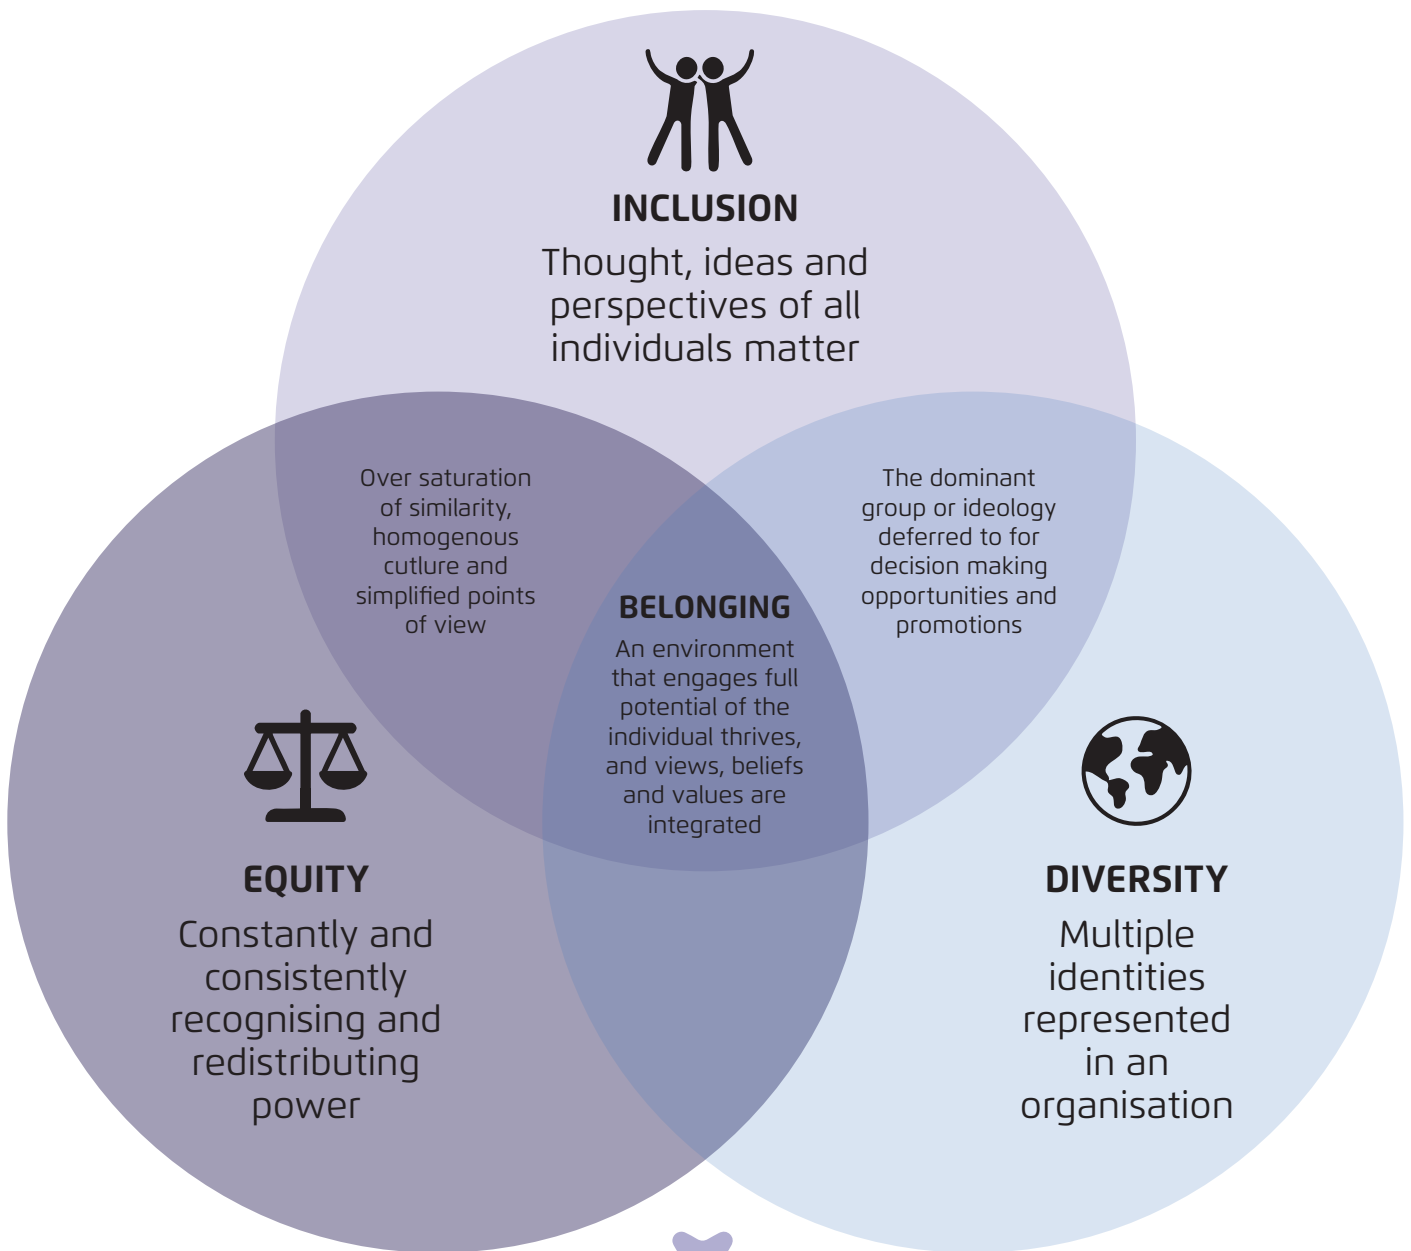 INCLUSION
Thought, ideas and
perspectives of all
individuals matter
Over saturation
of similarity,
homogenous
cutlure and
simplified points
of view
The dominant
group or ideology
deferred to for
decision making
opportunities and
promotions
BELONGING
An environment
that engages full
potential of the
individual thrives,
and views, beliefs
and values are
integrated
EQUITY
Constantly and
consistently
recognising and
redistributing
power
DIVERSITY
Multiple
identities
represented
in an
organisation